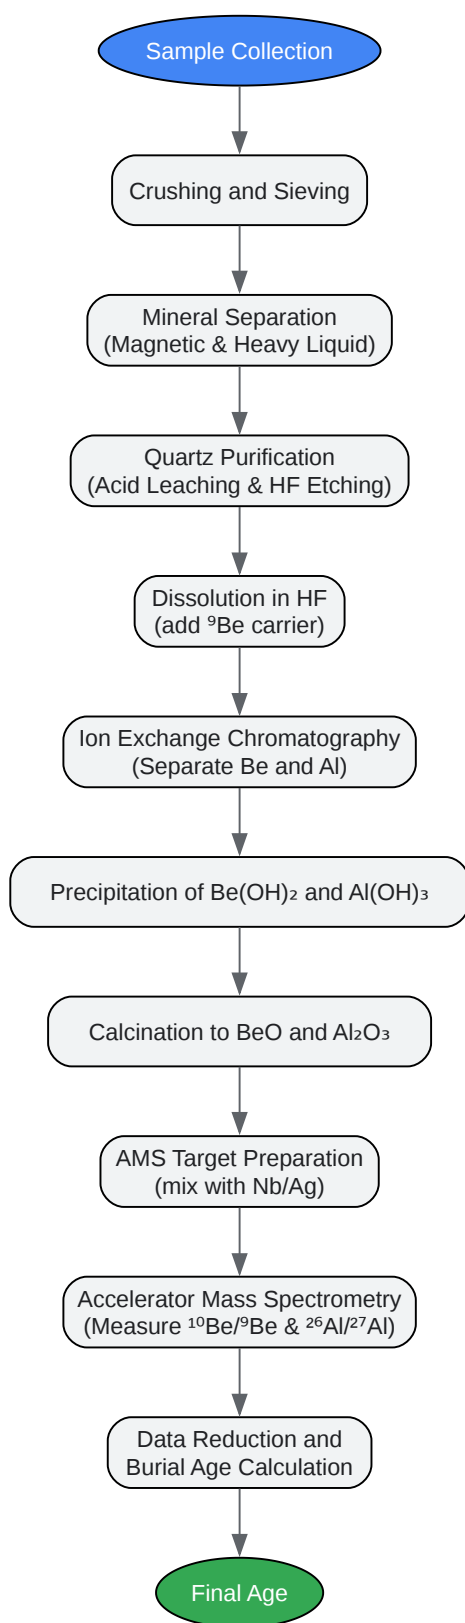 Sample Collection
Crushing and Sieving
Mineral Separation
(Magnetic & Heavy Liquid)
Quartz Purification
(Acid Leaching & HF Etching)
Dissolution in HF
(add ⁹Be carrier)
Ion Exchange Chromatography
(Separate Be and Al)
Precipitation of Be(OH)₂ and Al(OH)₃
Calcination to BeO and Al₂O₃
AMS Target Preparation
(mix with Nb/Ag)
Accelerator Mass Spectrometry
(Measure ¹⁰Be/⁹Be & ²⁶Al/²⁷Al)
Data Reduction and
Burial Age Calculation
Final Age